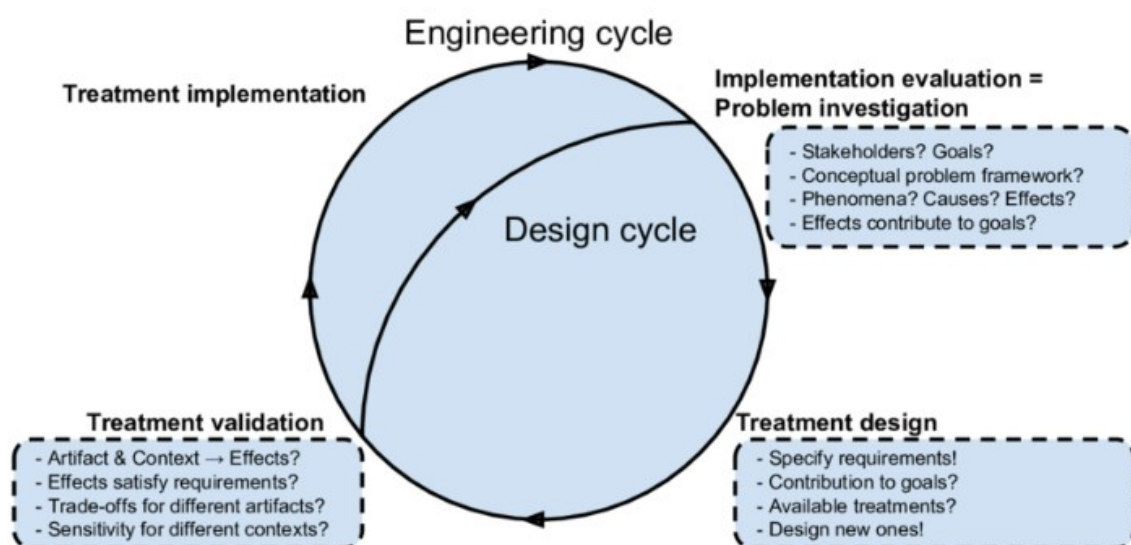 Engineering cycle
Treatment implementation
Implementation evaluation =
Problem investigation
- Stakeholders? Goals?
- Conceptual problem framework?
- Phenomena? Causes? Effects?
- Effects contribute to goals?
Design cycle
Treatment validation
- Artifact & Context → Effects?
- Effects satisfy requirements?
- Trade-offs for different artifacts?
- Sensitivity for different contexts?
Treatment design
- Specify requirements!
- Contribution to goals?
- Available treatments?
- Design new ones!